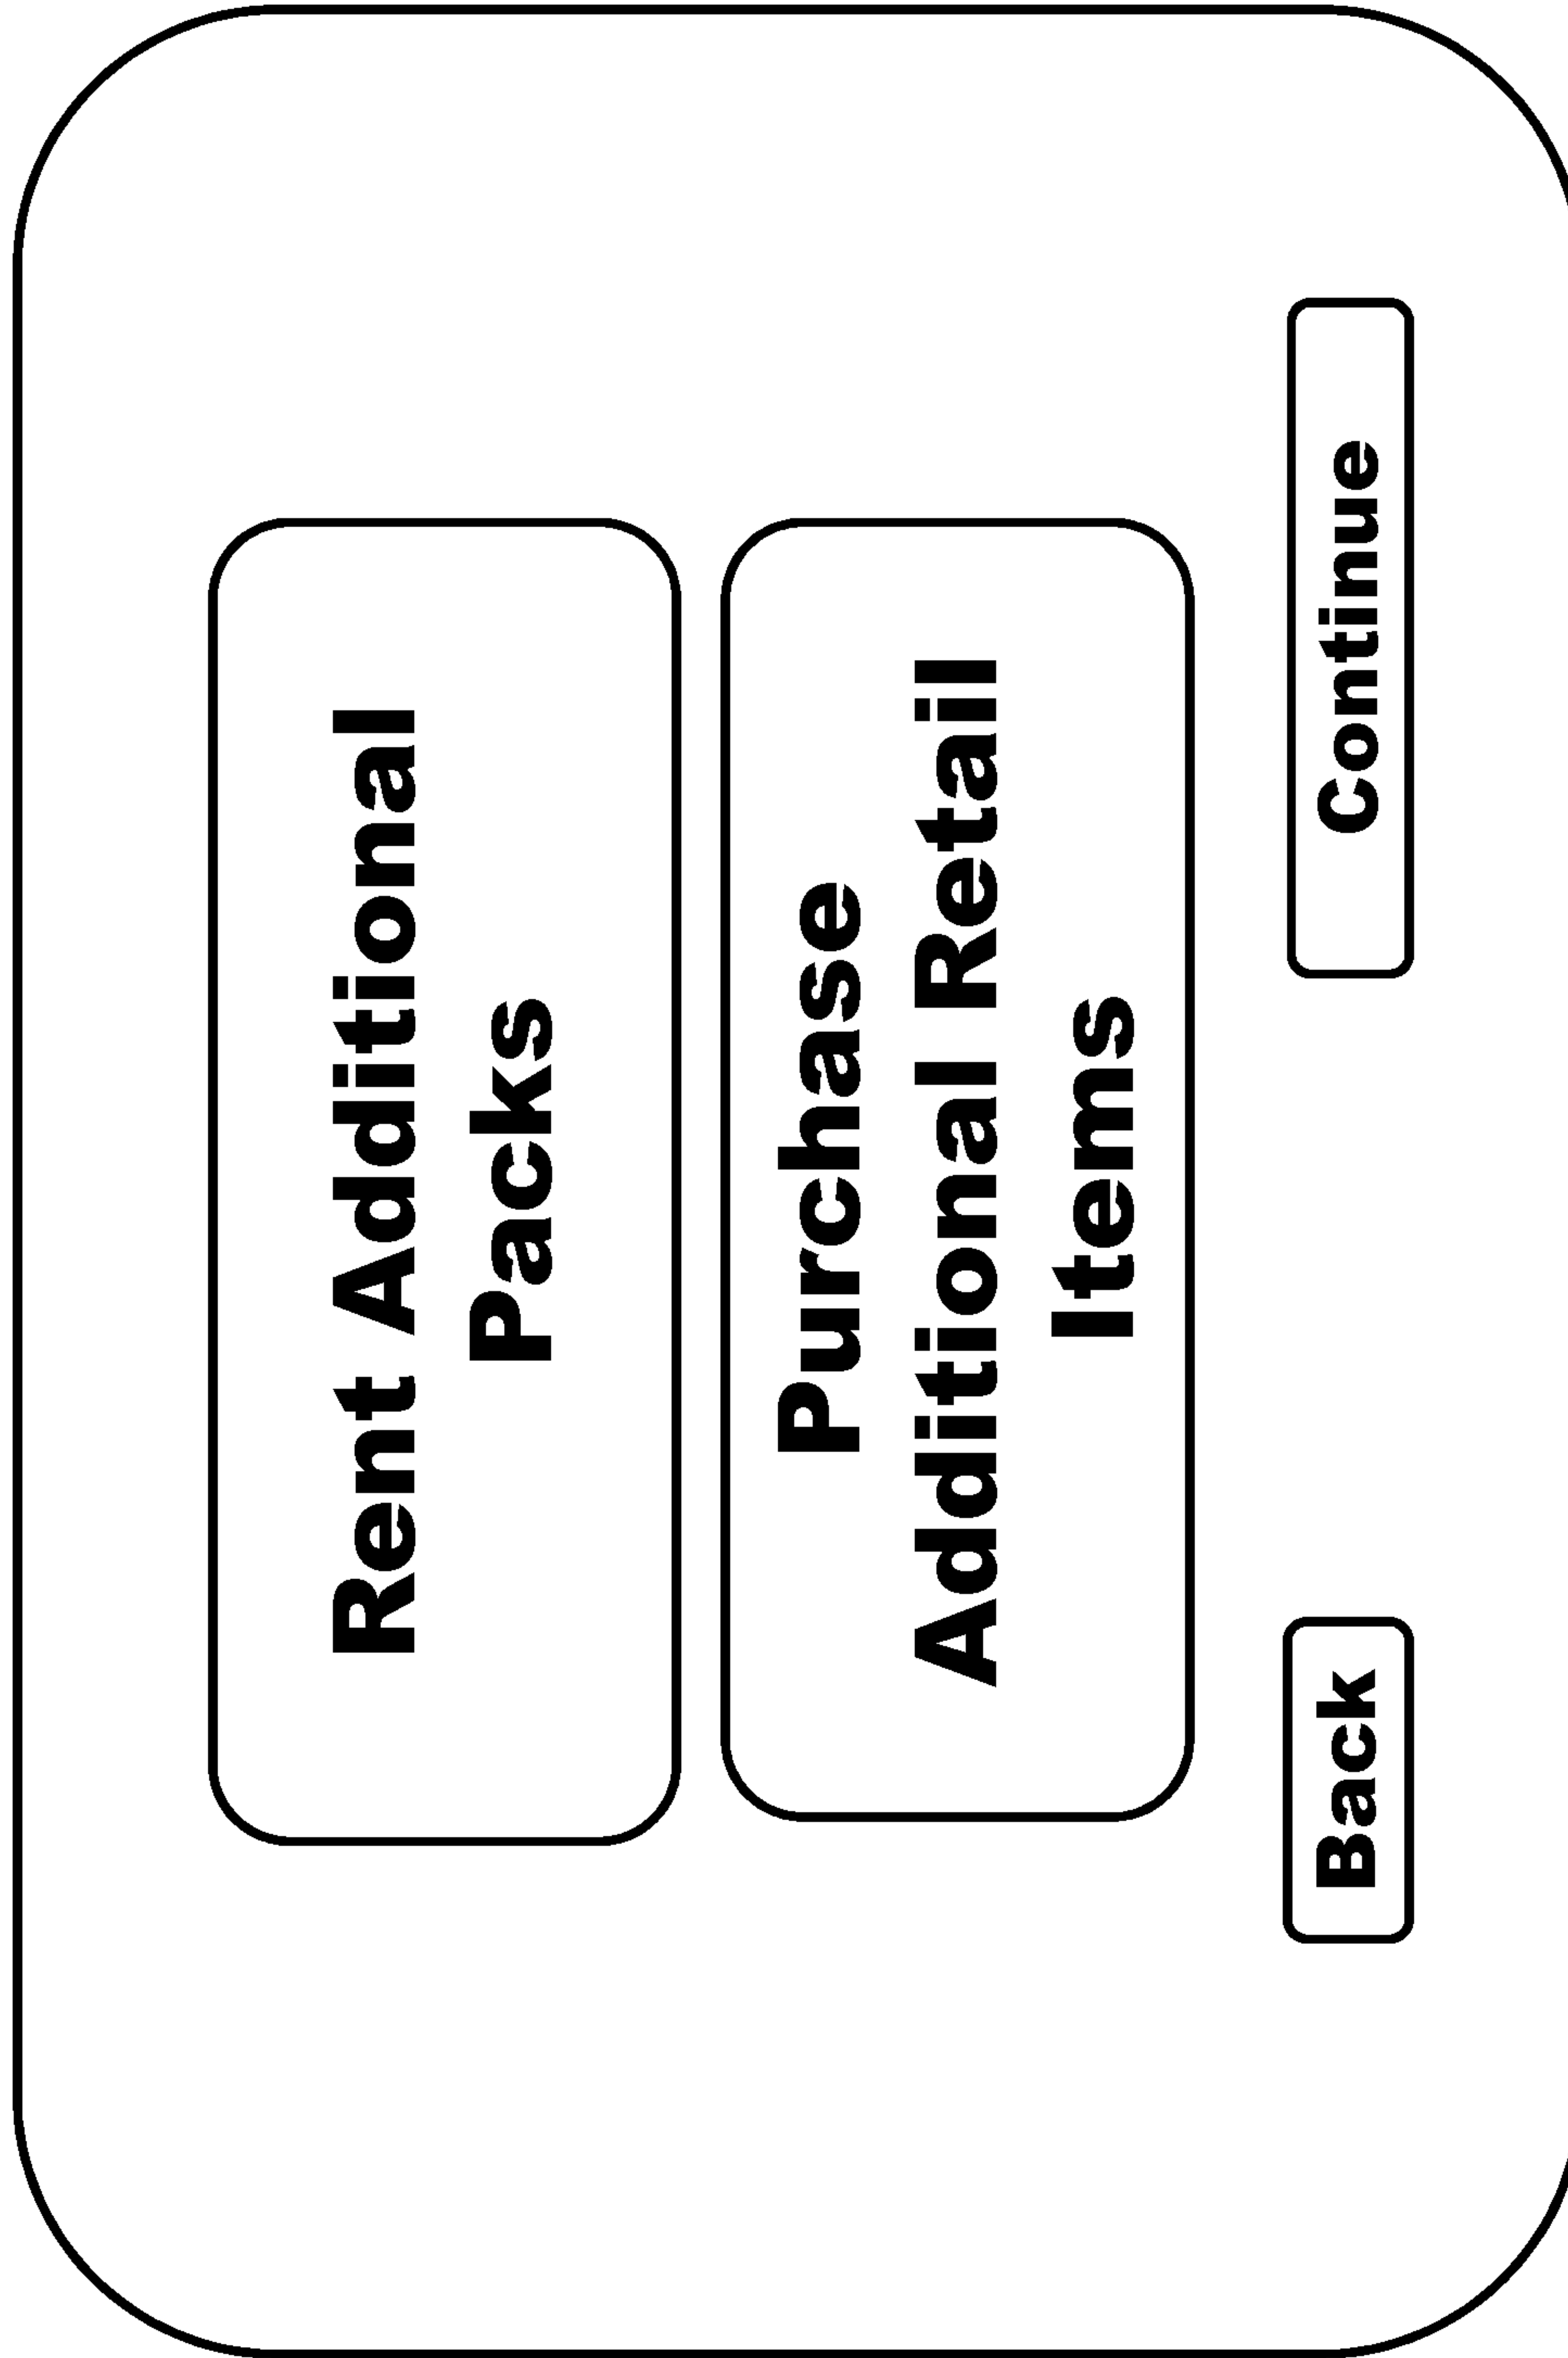 Rent Additional
Packs
Purchase
Additional Retail
Items
Back
Continue